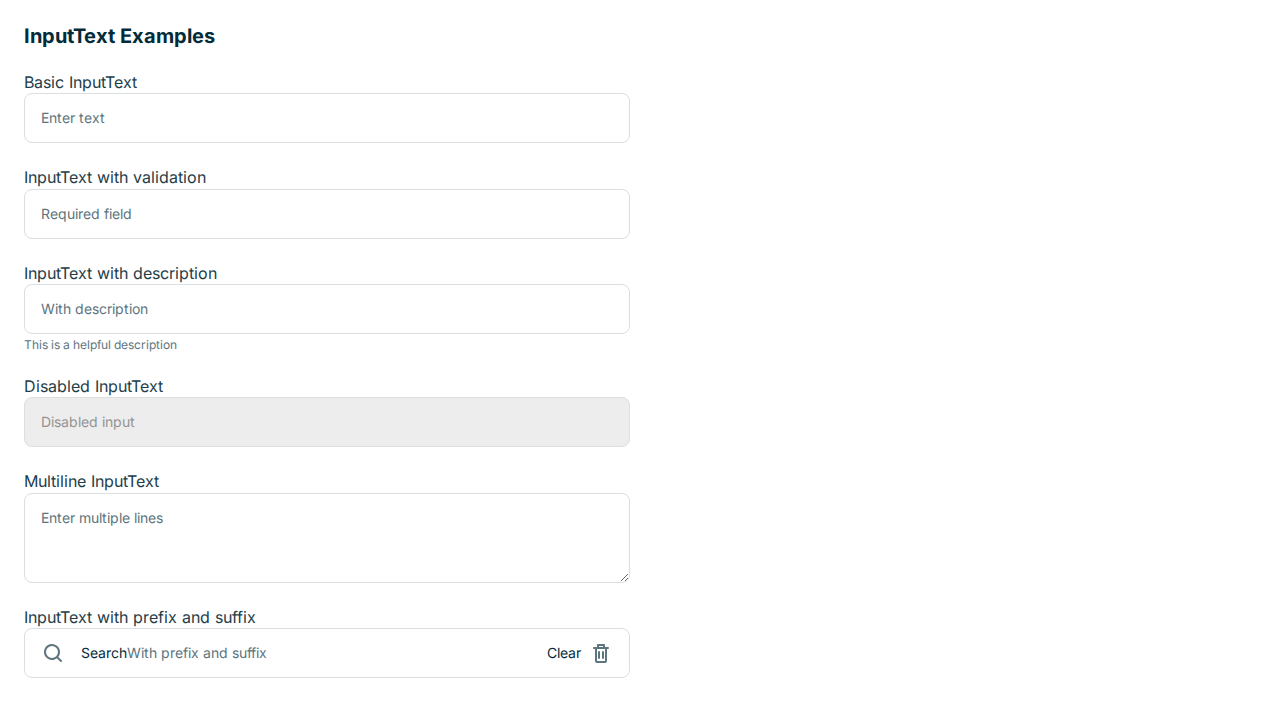 InputText Examples
Basic InputText
Enter text
InputText with validation
Required field
InputText with description
With description
This is a helpful description
Disabled InputText
Disabled input
Multiline InputText
Enter multiple lines
InputText with prefix and suffix
SearchWith prefix and suffix Clear